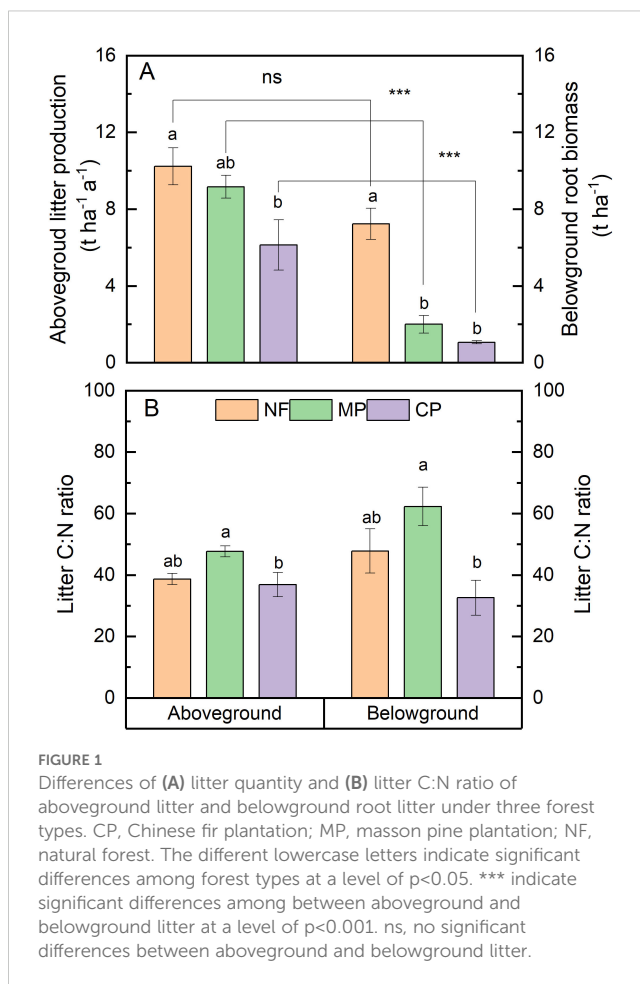 16
16
A
ns
***
12
12
a
ab
***
a
b
8
8
4
4
b
b
0
0
Abovegroud litter production
(t ha-1 a-1)
Belowground root biomass
(t ha-1)
100
100
B
NF MP CP
80
80
a
60
60
a
ab
ab
b
b
40
40
20
20
0
0
Litter C:N ratio
Litter C:N ratio
Aboveground Belowground
FIGURE 1
Differences of (A) litter quantity and (B) litter C:N ratio of
aboveground litter and belowground root litter under three forest
types. CP, Chinese fir plantation; MP, masson pine plantation; NF,
natural forest. The different lowercase letters indicate significant
differences among forest types at a level of p<0.05. *** indicate
significant differences among between aboveground and
belowground litter at a level of p<0.001. ns, no significant
differences between aboveground and belowground litter.